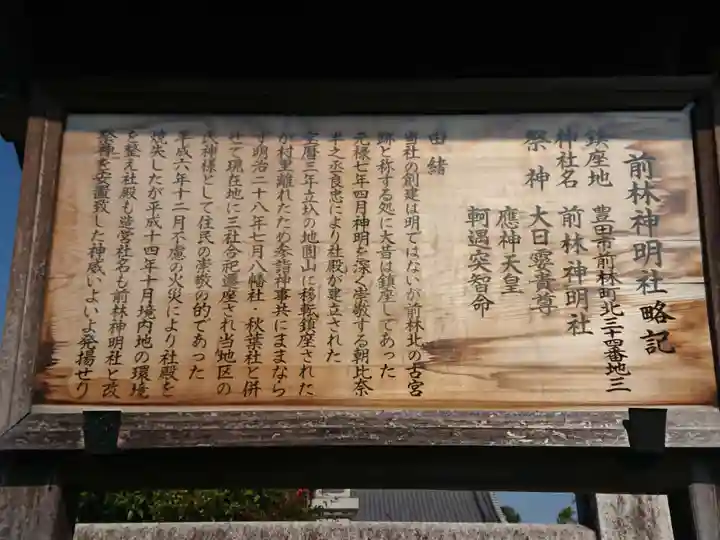 前林神明社略記
鎮座地 豊田市前林町北三十四番地三
神社名 前林神明社
祭神 大日孁貴尊
應神天皇
軻遇突智命
由緒
当社の創建は明てはないが前林北の古宮
跡と称する処に大昔は鎮座してあった
元禄七年四月神明を深く崇敬する朝比奈
半之丞良忠により社殿が建立された
宝暦三年立玖の地圓山に移転鎮座された
が村里離れたため参詣神事共にままなら
ず明治二十八年七月八幡社・秋葉社と併
せて現在地に三社合祀遷座され当地区の
氏神様として住民の崇敬の的であった
平成六年十二月不慮の火災により社殿を
焼失したが平成十四年十月境内地の環境
を整え社殿も造営社名も前林神明社と改
祭神を安置致した神威いよいよ発揚せり